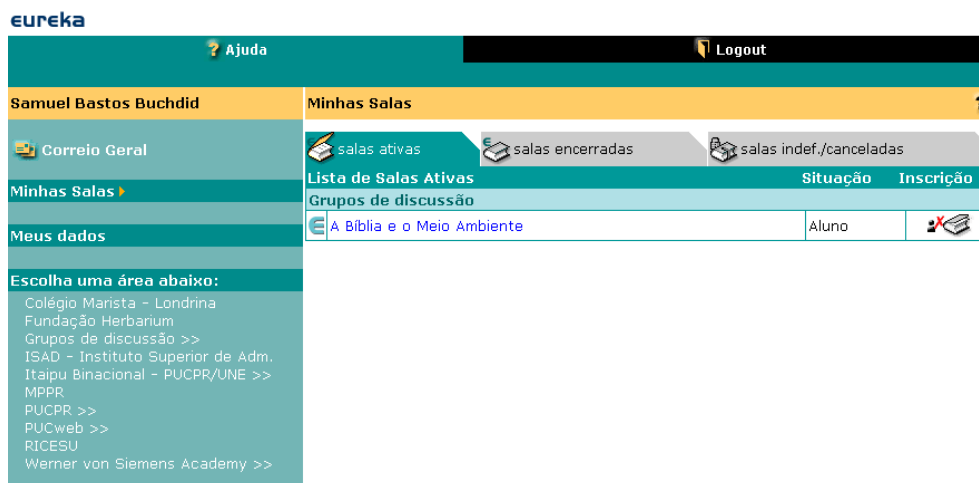 eureka
Ajuda
Logout
Samuel Bastos Buchdid
Correio Geral
Minhas Salas
Meus dados
Escolha uma área abaixo:
Colégio Marista - Londrina
Fundação Herbarium
Grupos de discussão >>
ISAD - Instituto Superior de Adm.
Itaipu Binacional - PUCPR/UNE >>
MPPR
PUCPR >>
PUCweb >>
RICESU
Werner von Siemens Academy >>
Minhas Salas
salas ativas
salas encerradas
salas indef./canceladas
Lista de Salas Ativas Situação Inscrição
Grupos de discussão
A Bíblia e o Meio Ambiente Aluno